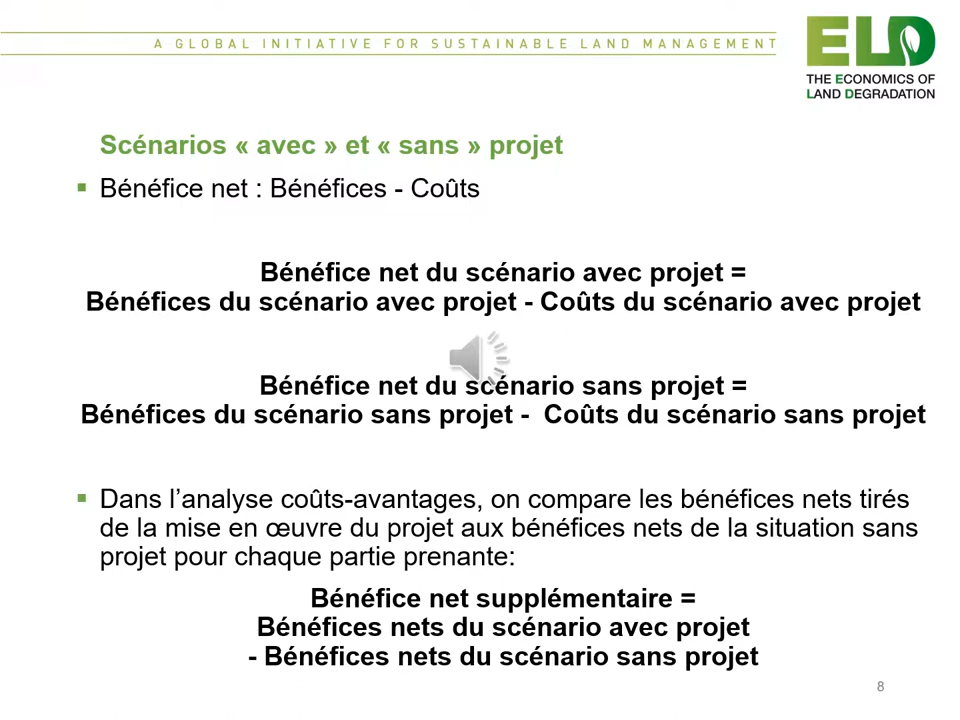 A GLOBAL INITIATIVE FOR SUSTAINABLE LAND MANAGEMENT
ELD
THE ECONOMICS OF
LAND DEGRADATION
Scénarios « avec » et « sans » projet
▪ Bénéfice net : Bénéfices - Coûts
Bénéfice net du scénario avec projet =
Bénéfices du scénario avec projet - Coûts du scénario avec projet
Bénéfice net du scénario sans projet =
Bénéfices du scénario sans projet -  Coûts du scénario sans projet
▪ Dans l’analyse coûts-avantages, on compare les bénéfices nets tirés
de la mise en œuvre du projet aux bénéfices nets de la situation sans
projet pour chaque partie prenante:
Bénéfice net supplémentaire =
Bénéfices nets du scénario avec projet
- Bénéfices nets du scénario sans projet
8